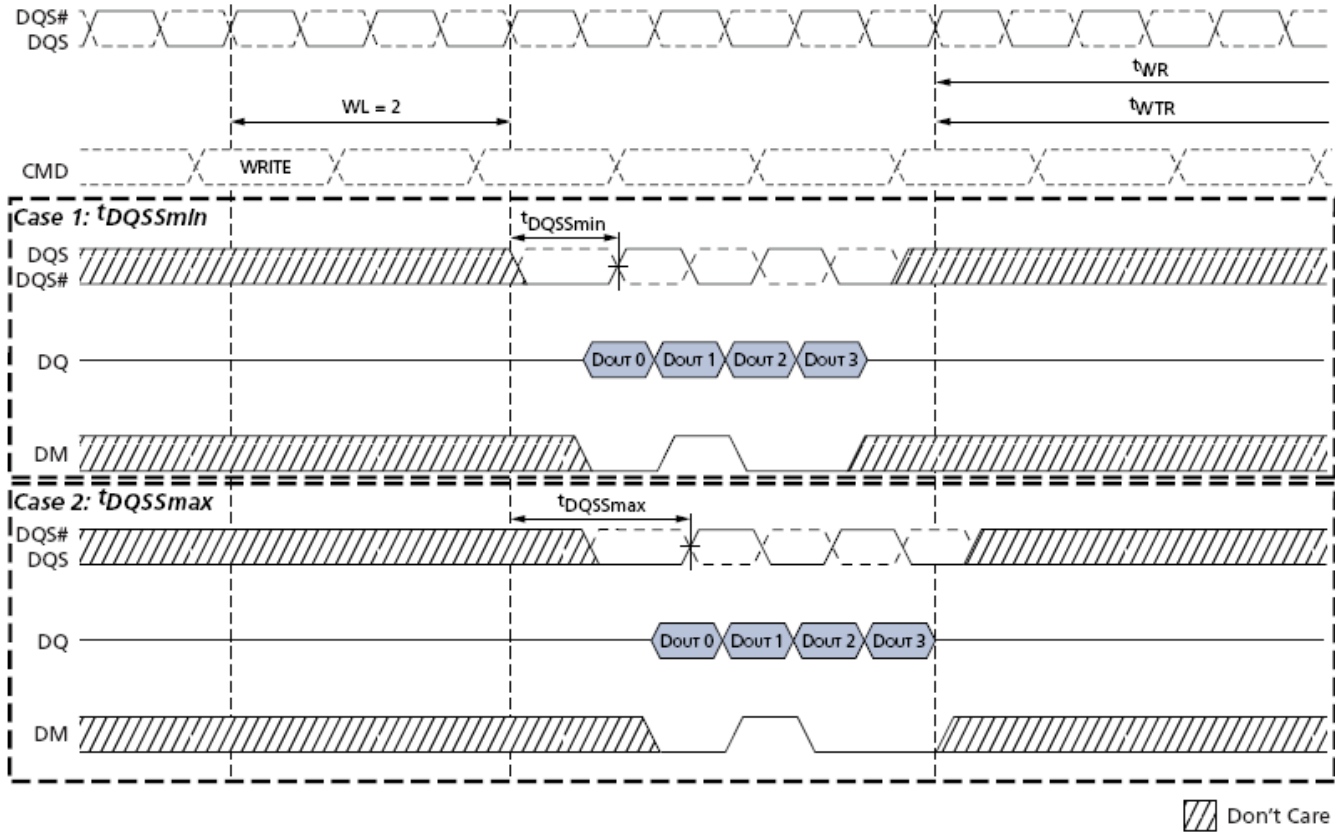 DQS#
DQS
tWR
WL = 2
tWTR
CMD
WRITE
Case 1: tDQSSmin
tDQSSmin
DQS
DQS#
DQ
DOUT 0 DOUT 1 DOUT 2 DOUT 3
DM
Case 2: tDQSSmax
tDQSSmax
DQS#
DQS
DQ
DOUT 0 DOUT 1 DOUT 2 DOUT 3
DM
Don't Care